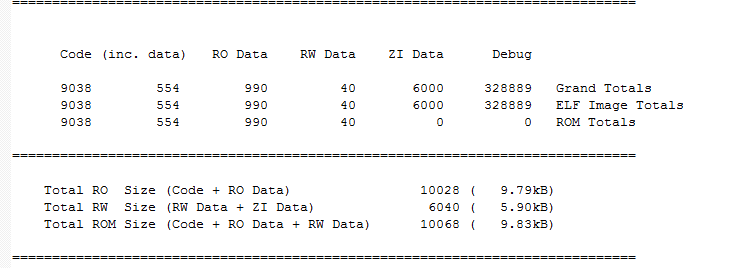 ==============================================================================
Code (inc. data) RO Data RW Data ZI Data Debug
9038 554 990 40 6000 328889 Grand Totals
9038 554 990 40 6000 328889 ELF Image Totals
9038 554 990 40 0 0 ROM Totals
==============================================================================
Total RO Size (Code + RO Data) 10028 ( 9.79kB)
Total RW Size (RW Data + ZI Data) 6040 ( 5.90kB)
Total ROM Size (Code + RO Data + RW Data) 10068 ( 9.83kB)
==============================================================================